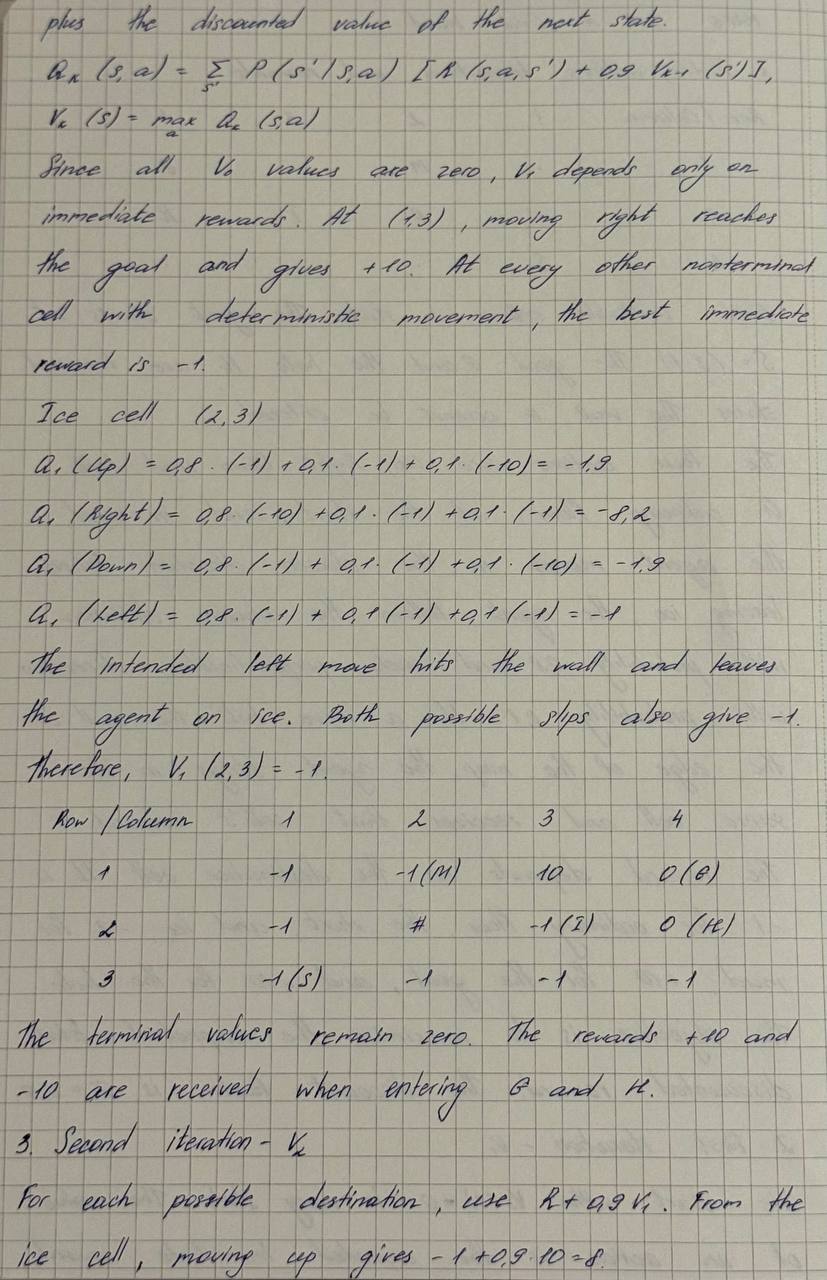 plus the discounted value of the next state.
Qₖ (s,a) = Σ P(s'|s,a) [R(s,a,s') + 0,9 Vₖ₋₁ (s')],
s'
Vₖ (s) = max Qₖ (s,a)
a
Since all V₀ values are zero, V₁ depends only on
immediate rewards. At (1,3), moving right reaches
the goal and gives +10. At every other nonterminal
cell with deterministic movement, the best immediate
reward is -1.
Ice cell (2,3)
Q₁ (Up) = 0,8 · (-1) + 0,1 · (-1) + 0,1 · (-10) = -1,9
Q₁ (Right) = 0,8 · (-10) + 0,1 · (-1) + 0,1 · (-1) = -8,2
Q₁ (Down) = 0,8 · (-1) + 0,1 · (-1) + 0,1 · (-10) = -1,9
Q₁ (Left) = 0,8 · (-1) + 0,1 (-1) + 0,1 (-1) = -1
The intended left move hits the wall and leaves
the agent on ice. Both possible slips also give -1.
Therefore, V₁ (2,3) = -1.
Row / Column 1 2 3 4
1 -1 -1(M) 10 0(G)
2 -1 # -1(I) 0 (H)
3 -1(S) -1 -1 -1
The terminal values remain zero. The rewards +10 and
-10 are received when entering G and H.
3. Second iteration - V₂
For each possible destination, use R + 0,9 V₁. From the
ice cell, moving up gives -1 + 0,9 · 10 = 8.